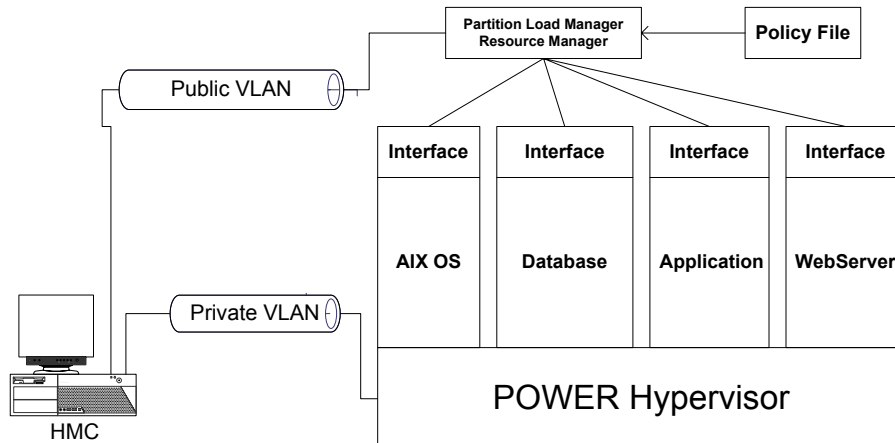 Partition Load Manager
Resource Manager
Policy File
Public VLAN
Interface
Interface
Interface
Interface
AIX OS
Database
Application
WebServer
Private VLAN
POWER Hypervisor
HMC